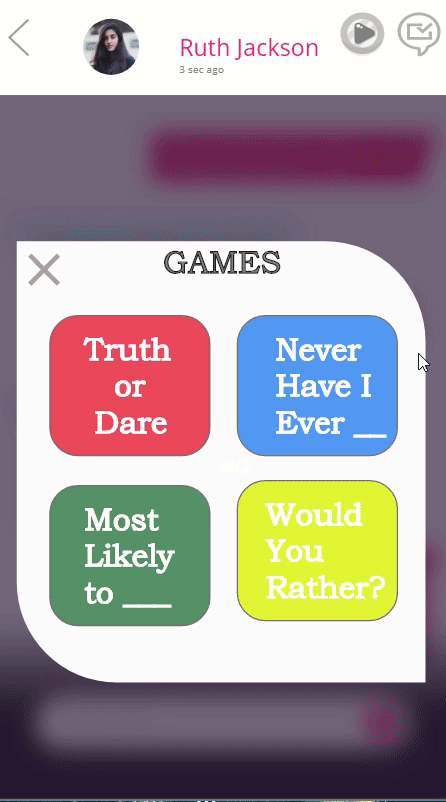 Ruth Jackson
3 sec ago
GAMES
Truth
or
Dare
Never
Have I
Ever __
Most
Likely
to ___
Would
You
Rather?